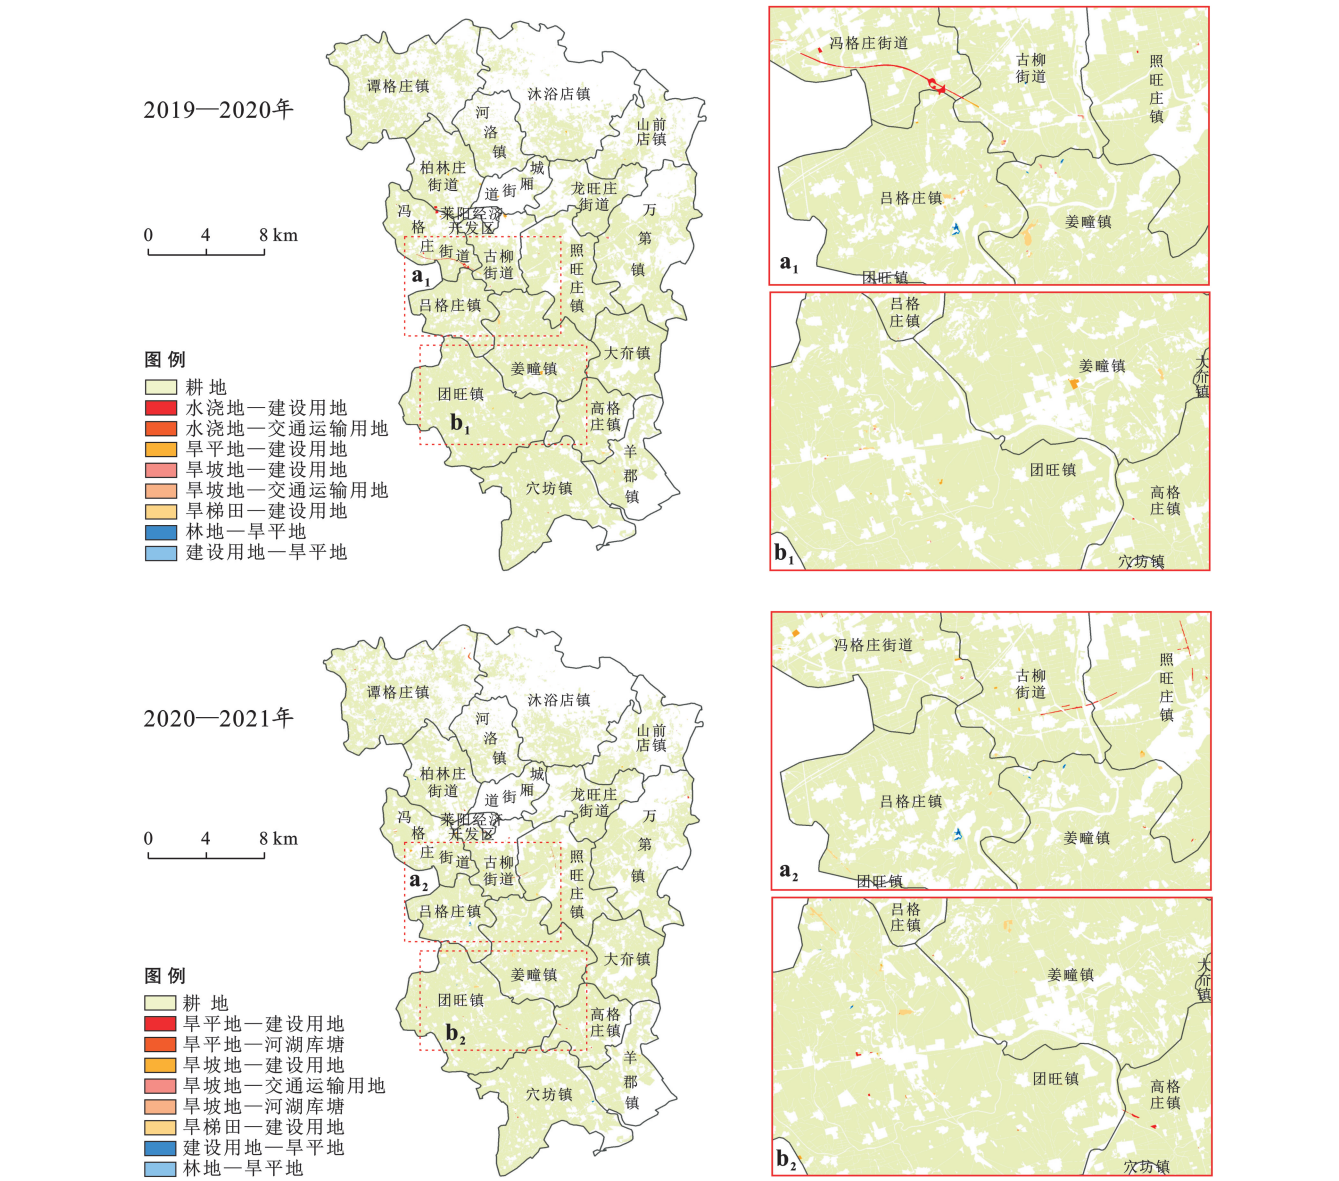 2019—2020年
0 4 8 km
图 例
耕 地
水浇地—建设用地
水浇地—交通运输用地
旱平地—建设用地
旱坡地—建设用地
旱坡地—交通运输用地
旱梯田—建设用地
林地—旱平地
建设用地—旱平地
谭格庄镇
沐浴店镇
河洛镇
山前
店镇
柏林庄
街道
城厢街道
龙旺庄
街道
莱阳经济
开发区
冯格庄街道
古柳
街道
照旺庄镇
万第镇
a1
吕格庄镇
大夼镇
姜疃镇
团旺镇
b1
高格
庄镇
羊郡镇
穴坊镇
冯格庄街道
古柳
街道
照旺庄镇
吕格庄镇
姜疃镇
a1
团旺镇
吕格
庄镇
姜疃镇
大夼镇
团旺镇
高格
庄镇
b1
穴坊镇
2020—2021年
0 4 8 km
图 例
耕 地
旱平地—建设用地
旱平地—河湖库塘
旱坡地—建设用地
旱坡地—交通运输用地
旱坡地—河湖库塘
旱梯田—建设用地
建设用地—旱平地
林地—旱平地
谭格庄镇
沐浴店镇
河洛镇
山前
店镇
柏林庄
街道
城厢街道
龙旺庄
街道
莱阳经济
开发区
冯格庄街道
古柳
街道
照旺庄镇
万第镇
a2
吕格庄镇
大夼镇
姜疃镇
团旺镇
b2
高格
庄镇
羊郡镇
穴坊镇
冯格庄街道
古柳
街道
照旺庄镇
吕格庄镇
姜疃镇
a2
团旺镇
吕格
庄镇
姜疃镇
大夼镇
团旺镇
高格
庄镇
b2
穴坊镇